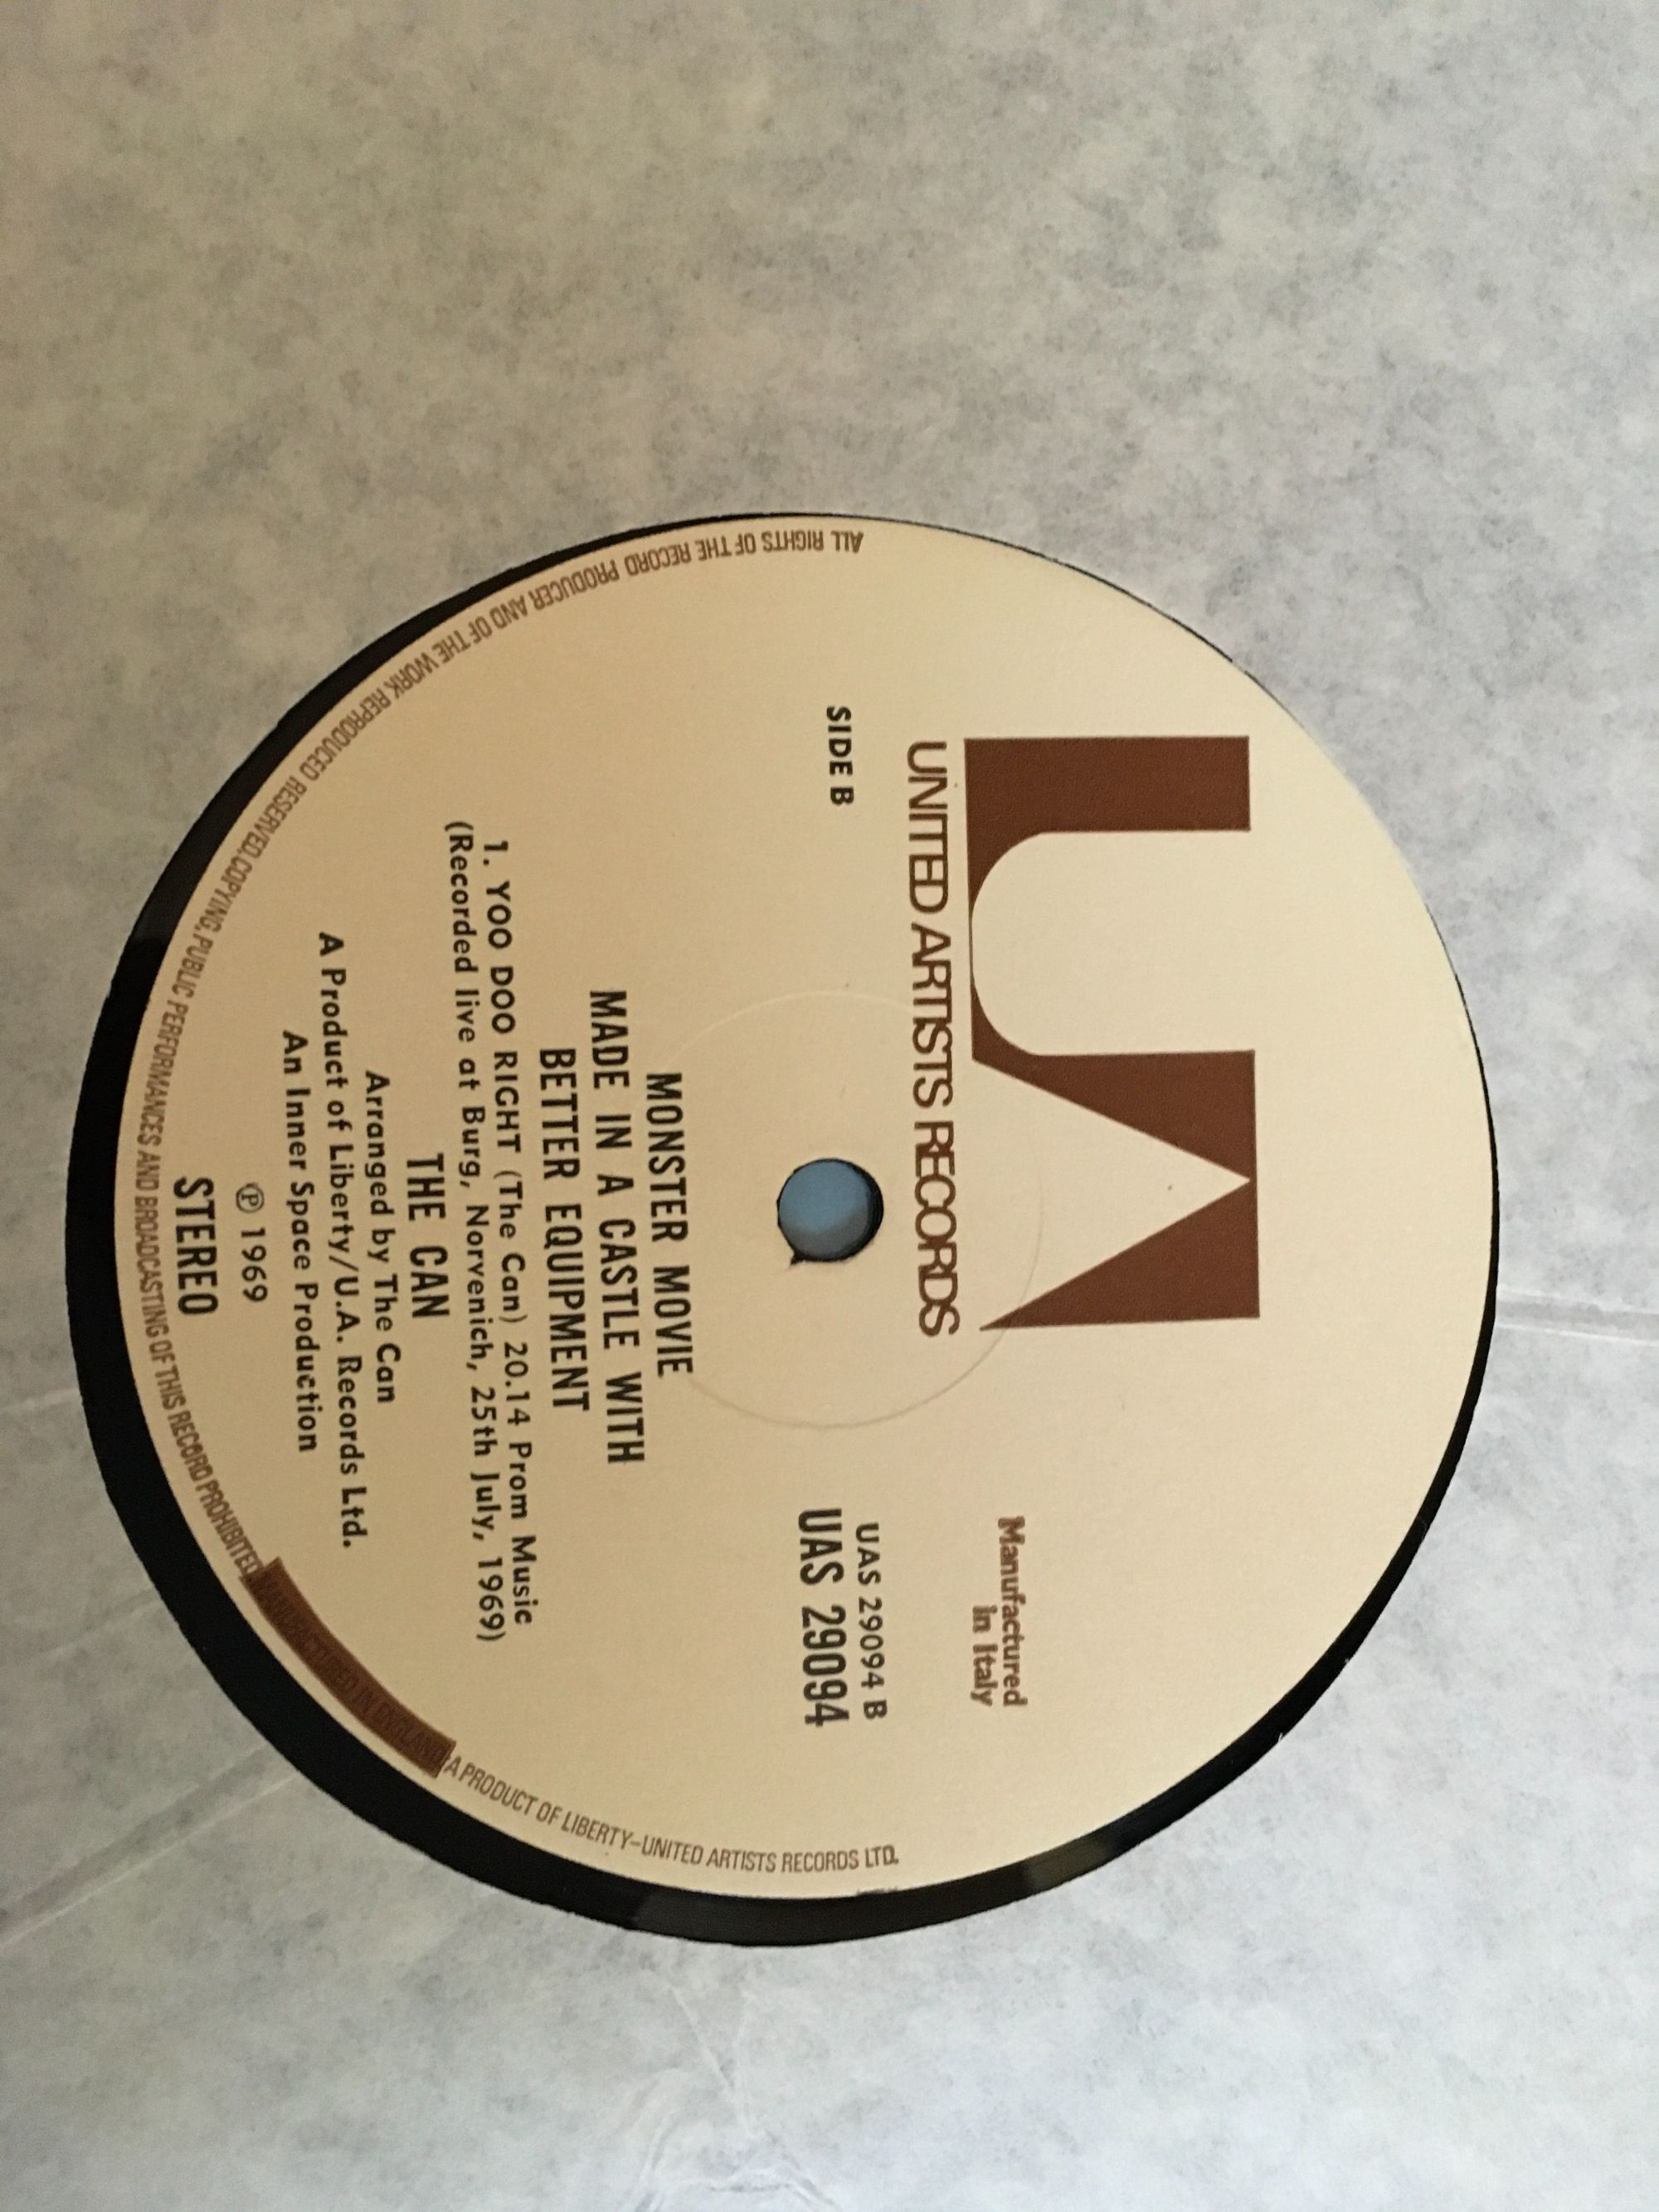 UNITED ARTISTS RECORDS
Manufactured
in Italy
SIDE B
UAS 29094 B
UAS 29094
MONSTER MOVIE
MADE IN A CASTLE WITH
BETTER EQUIPMENT
1. YOO DOO RIGHT (The Can) 20.14 Prom Music
(Recorded live at Burg, Norvenich, 25th July, 1969)
THE CAN
Arranged by The Can
A Product of Liberty/U.A. Records Ltd.
An Inner Space Production
℗ 1969
STEREO
ALL RIGHTS OF THE RECORD PRODUCER AND OF THE WORK REPRODUCED RESERVED. COPYING, PUBLIC PERFORMANCES AND BROADCASTING OF THIS RECORD PROHIBITED. MANUFACTURED IN ENGLAND. A PRODUCT OF LIBERTY–UNITED ARTISTS RECORDS LTD.